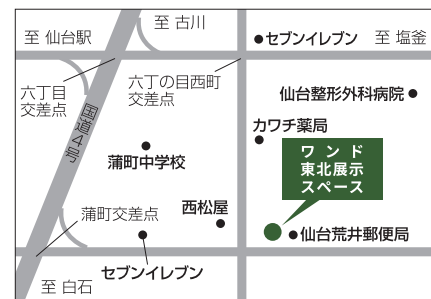 至 古川
至 仙台駅
セブンイレブン
至 塩釜
六丁目
交差点
六丁の目西町
交差点
仙台整形外科病院
国道4号
カワチ薬局
ワンド
東北展示
スペース
蒲町中学校
蒲町交差点
西松屋
仙台荒井郵便局
セブンイレブン
至 白石